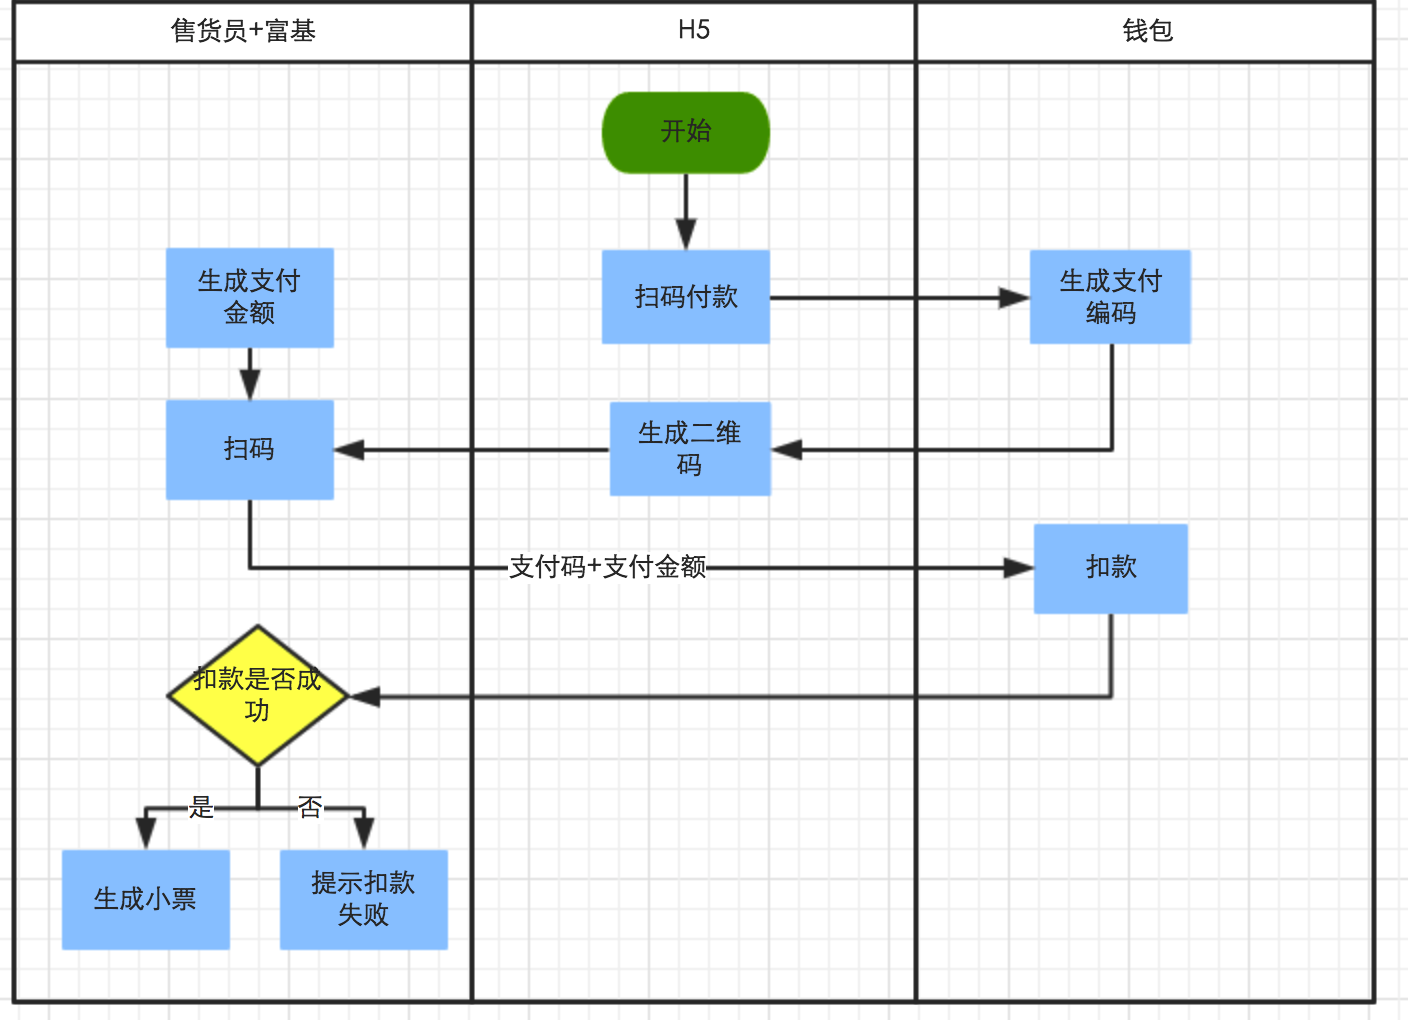 售货员+富基
H5
钱包
开始
生成支付
金额
扫码付款
生成支付
编码
扫码
生成二维
码
支付码+支付金额
扣款
扣款是否成
功
是
否
生成小票
提示扣款
失败